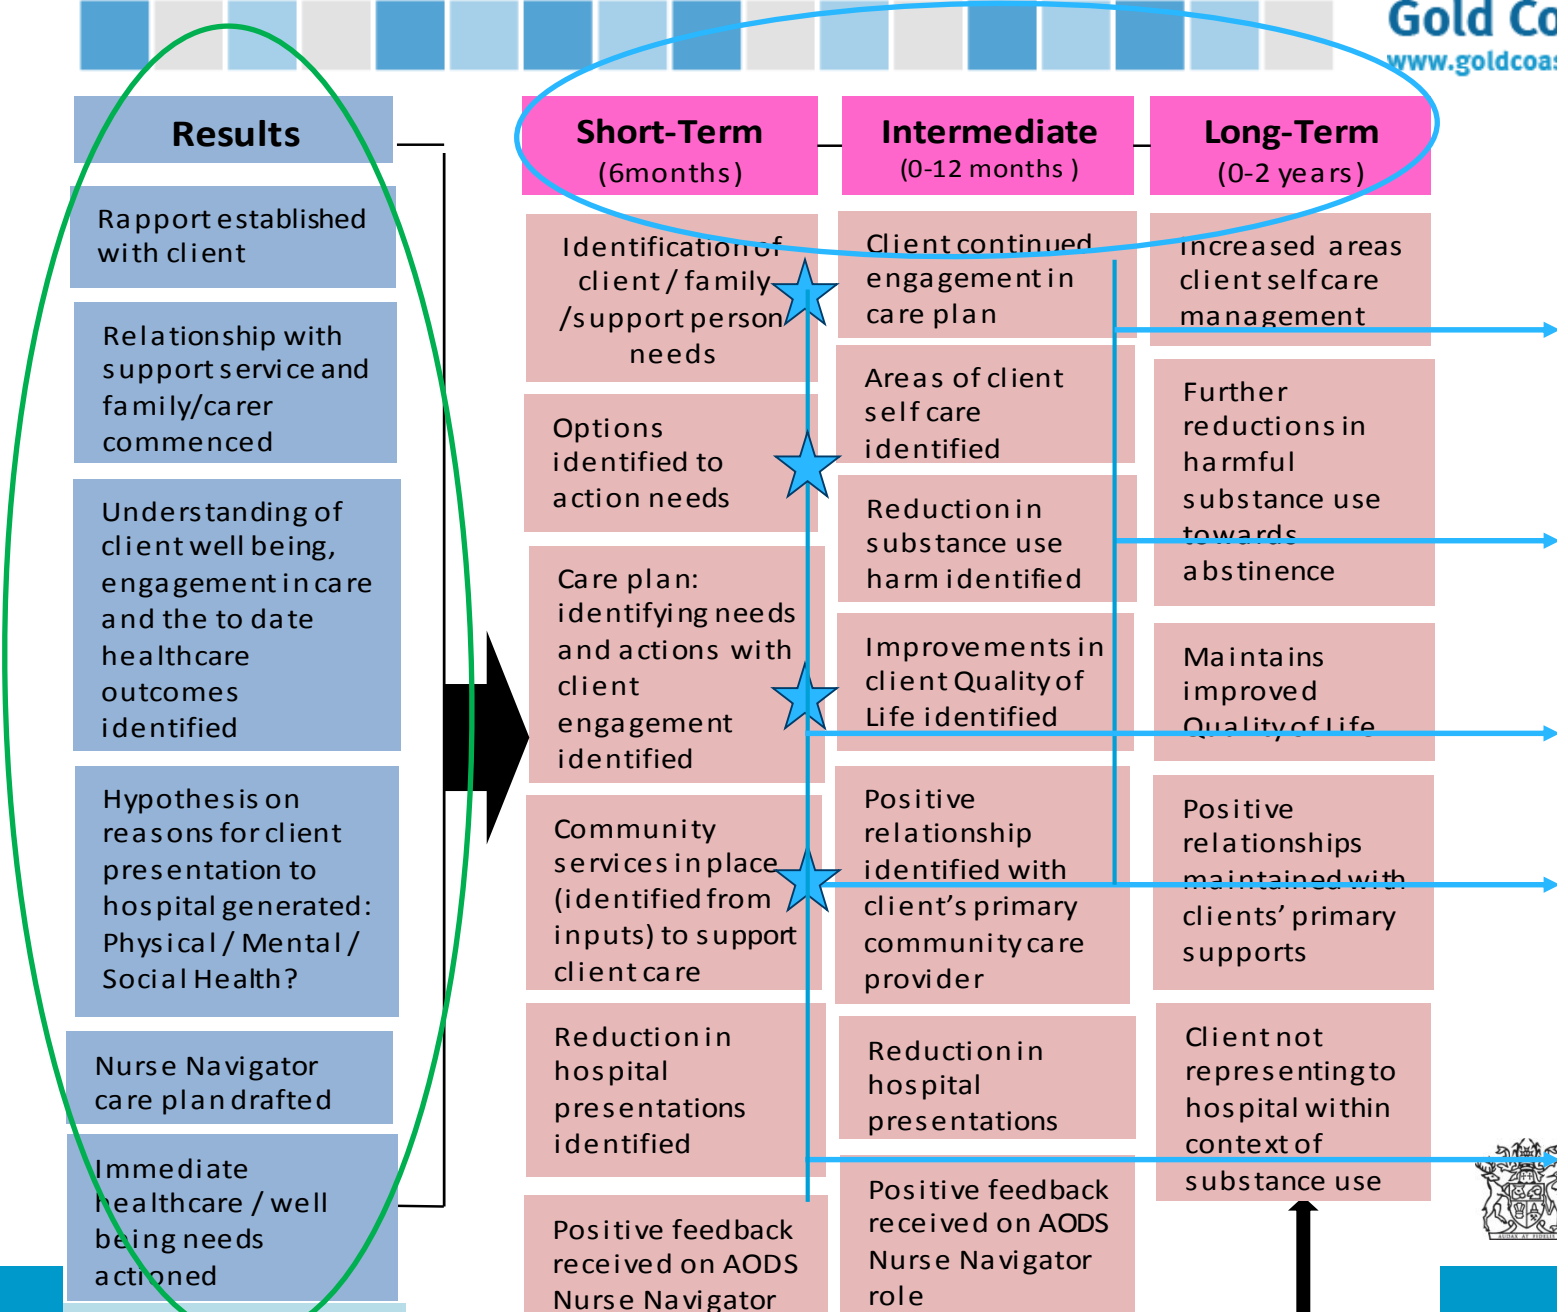 Gold Co
www.goldcoas
Results
Rapport established
with client
Relationship with
support service and
family/carer
commenced
Understanding of
client well being,
engagement in care
and the to date
healthcare
outcomes
identified
Hypothesis on
reasons for client
presentation to
hospital generated:
Physical / Mental /
Social Health?
Nurse Navigator
care plan drafted
Immediate
healthcare / well
being needs
actioned
Short-Term
(6months)
Identification of
client / family
/support person
needs
Options
identified to
action needs
Care plan:
identifying needs
and actions with
client
engagement
identified
Community
services in place
(identified from
inputs) to support
client care
Reduction in
hospital
presentations
identified
Positive feedback
received on AODS
Nurse Navigator
Intermediate
(0-12 months )
Client continued
engagement in
care plan
Areas of client
self care
identified
Reduction in
substance use
harm identified
Improvements in
client Quality of
Life identified
Positive
relationship
identified with
client’s primary
community care
provider
Reduction in
hospital
presentations
Positive feedback
received on AODS
Nurse Navigator
role
Long-Term
(0-2 years)
Increased areas
client self care
management
Further
reductions in
harmful
substance use
towards
abstinence
Maintains
improved
Quality of Life
Positive
relationships
maintained with
clients’ primary
supports
Client not
representing to
hospital within
context of
substance use
AUDAX AT FIDELIS